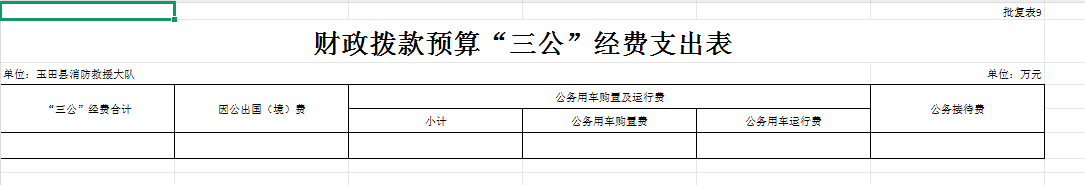 批复表9
财政拨款预算“三公”经费支出表
单位：玉田县消防救援大队 单位：万元
“三公”经费合计 因公出国（境）费 公务用车购置及运行费 公务接待费
小计 公务用车购置费 公务用车运行费